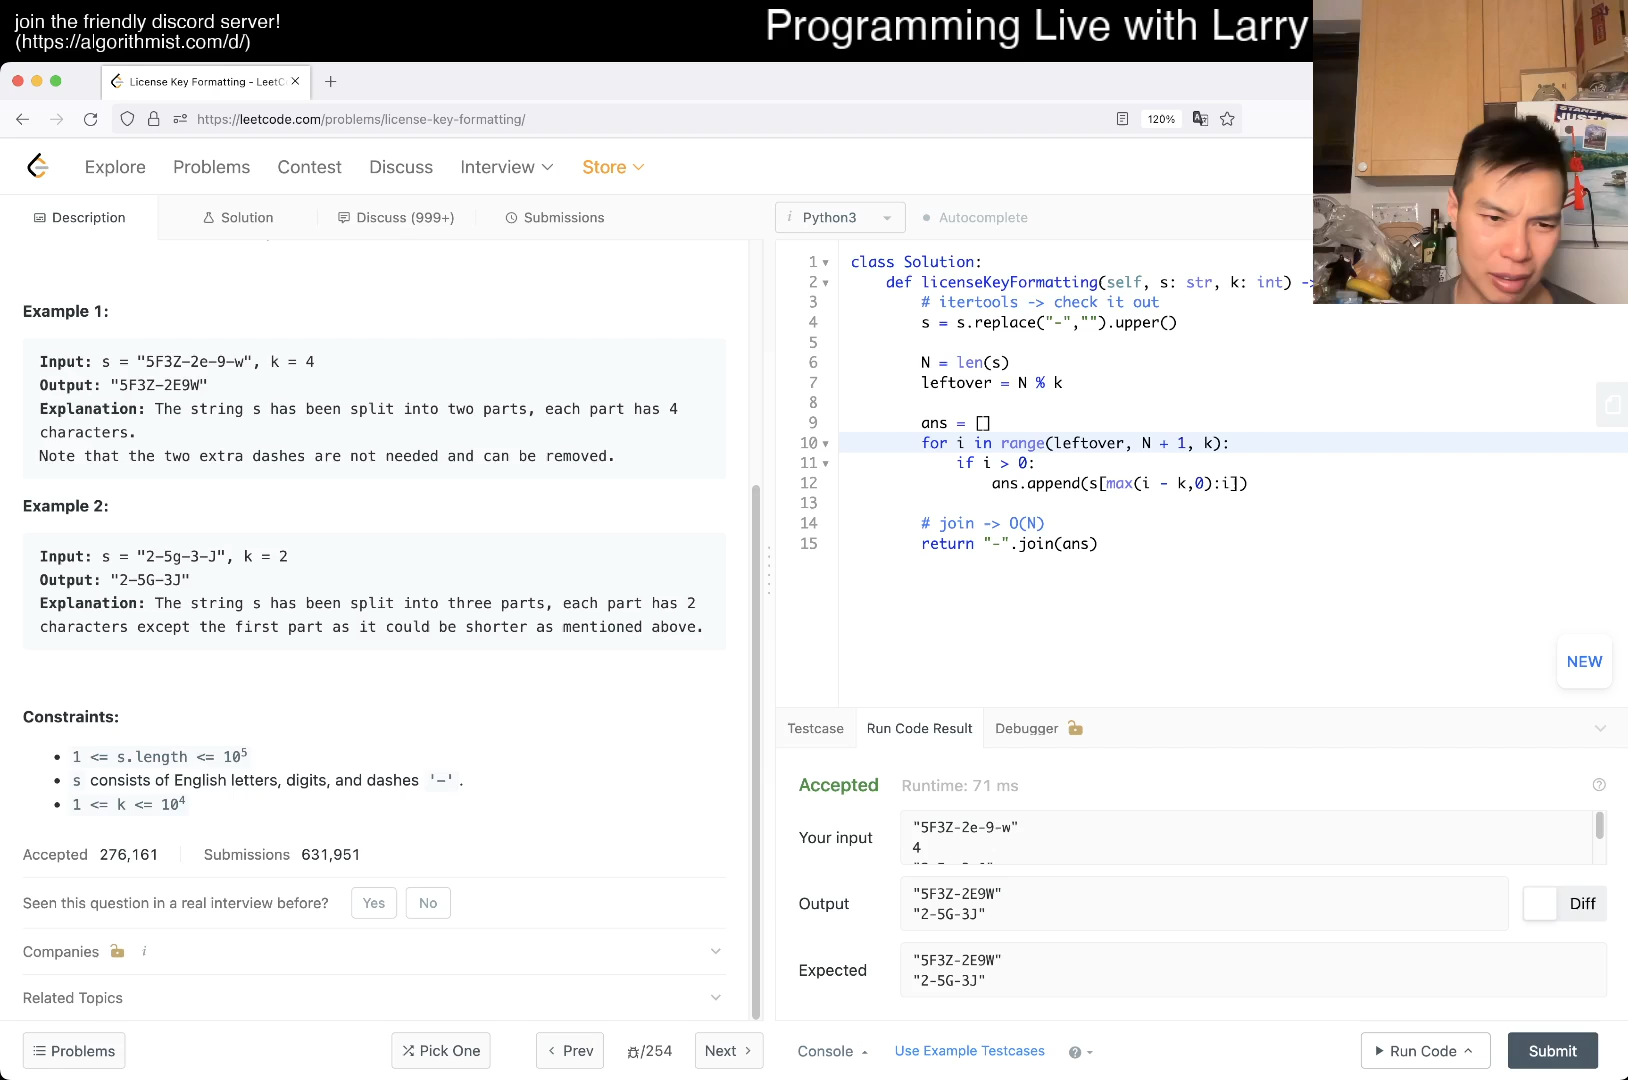 join the friendly discord server!
(https://algorithmist.com/d/)
Programming Live with Larry
License Key Formatting - LeetC
https://leetcode.com/problems/license-key-formatting/
120%
Explore
Problems
Contest
Discuss
Interview
Store
Description
Solution
Discuss (999+)
Submissions
i Python3
Autocomplete
Example 1:
Input: s = "5F3Z-2e-9-w", k = 4
Output: "5F3Z-2E9W"
Explanation: The string s has been split into two parts, each part has 4
characters.
Note that the two extra dashes are not needed and can be removed.
Example 2:
Input: s = "2-5g-3-J", k = 2
Output: "2-5G-3J"
Explanation: The string s has been split into three parts, each part has 2
characters except the first part as it could be shorter as mentioned above.
Constraints:
• 1 <= s.length <= 10^5
• s consists of English letters, digits, and dashes '-'.
• 1 <= k <= 10^4
Accepted 276,161
Submissions 631,951
Seen this question in a real interview before?
Yes
No
Companies i
Related Topics
Problems
Pick One
< Prev
/254
Next >
1 class Solution:
2 def licenseKeyFormatting(self, s: str, k: int) ->
3 # itertools -> check it out
4 s = s.replace("-","").upper()
5
6 N = len(s)
7 leftover = N % k
8
9 ans = []
10 for i in range(leftover, N + 1, k):
11 if i > 0:
12 ans.append(s[max(i - k,0):i])
13
14 # join -> O(N)
15 return "-".join(ans)
NEW
Testcase
Run Code Result
Debugger
Accepted
Runtime: 71 ms
Your input
"5F3Z-2e-9-w"
4
Output
"5F3Z-2E9W"
"2-5G-3J"
Diff
Expected
"5F3Z-2E9W"
"2-5G-3J"
Console
Use Example Testcases
Run Code
Submit